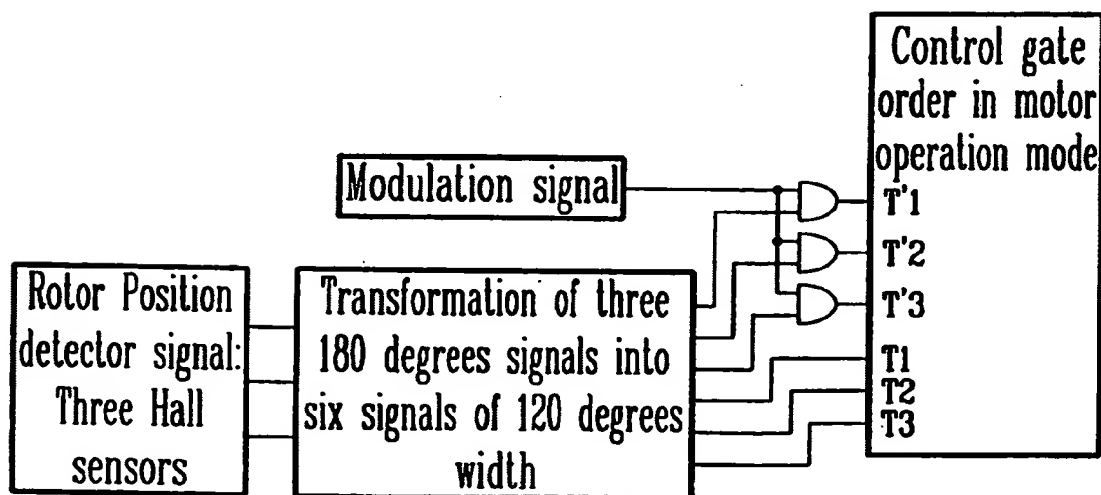 Control gate
order in motor
operation mode
Modulation signal
T'1
T'2
T'3
T1
T2
T3
Rotor Position
detector signal:
Three Hall
sensors
Transformation of three
180 degrees signals into
six signals of 120 degrees
width